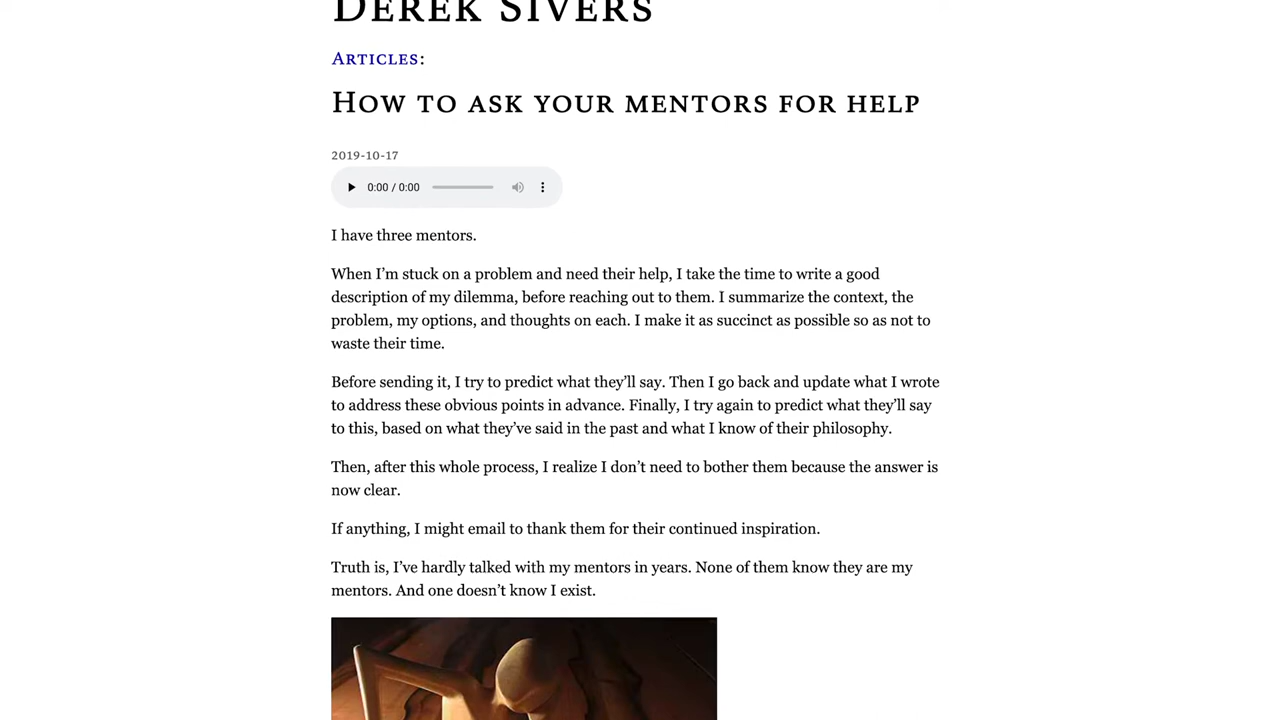 DEREK SIVERS
ARTICLES:
HOW TO ASK YOUR MENTORS FOR HELP
2019-10-17
0:00 / 0:00
I have three mentors.
When I’m stuck on a problem and need their help, I take the time to write a good
description of my dilemma, before reaching out to them. I summarize the context, the
problem, my options, and thoughts on each. I make it as succinct as possible so as not to
waste their time.
Before sending it, I try to predict what they’ll say. Then I go back and update what I wrote
to address these obvious points in advance. Finally, I try again to predict what they’ll say
to this, based on what they’ve said in the past and what I know of their philosophy.
Then, after this whole process, I realize I don’t need to bother them because the answer is
now clear.
If anything, I might email to thank them for their continued inspiration.
Truth is, I’ve hardly talked with my mentors in years. None of them know they are my
mentors. And one doesn’t know I exist.